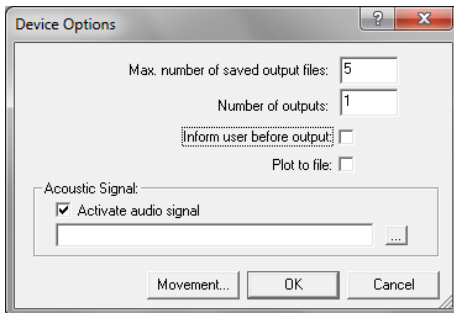 Device Options
?
Max. number of saved output files: 5
Number of outputs: 1
Inform user before output:
Plot to file:
Acoustic Signal:
Activate audio signal
...
Movement... OK Cancel